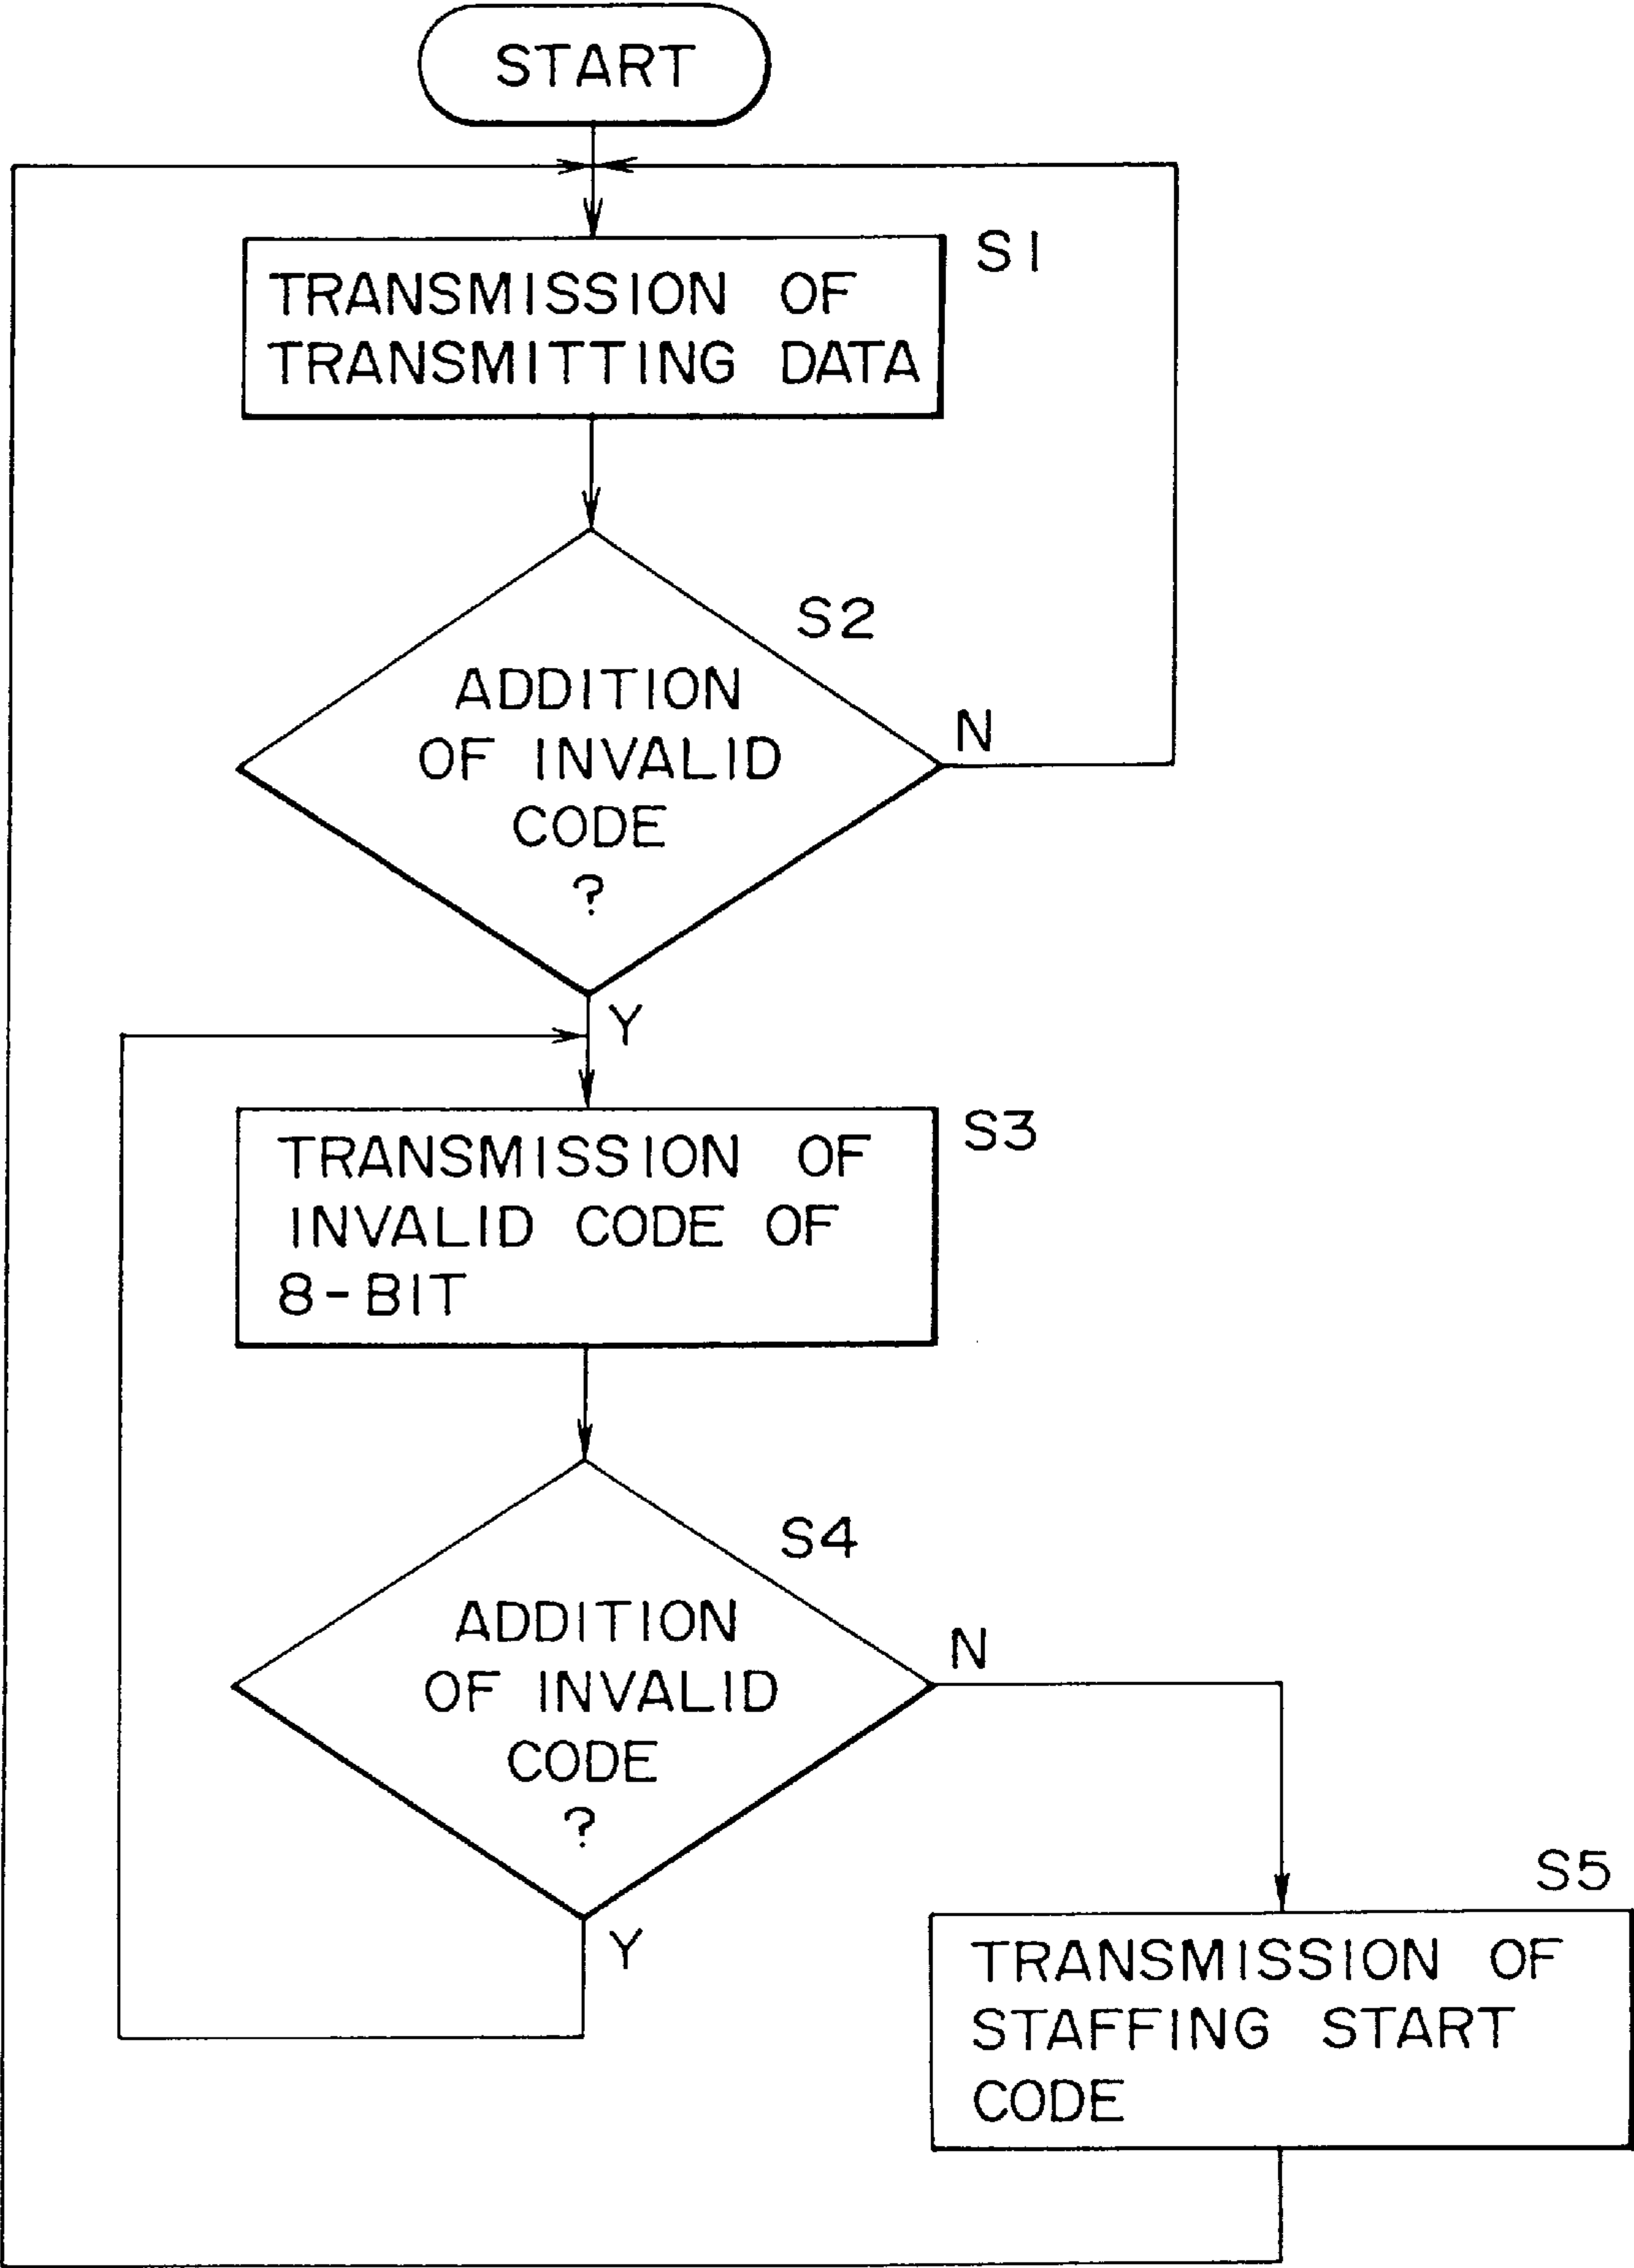 START
S1
TRANSMISSION OF
TRANSMITTING DATA
S2
ADDITION
OF INVALID
CODE
?
N
Y
S3
TRANSMISSION OF
INVALID CODE OF
8-BIT
S4
ADDITION
OF INVALID
CODE
?
N
Y
S5
TRANSMISSION OF
STAFFING START
CODE